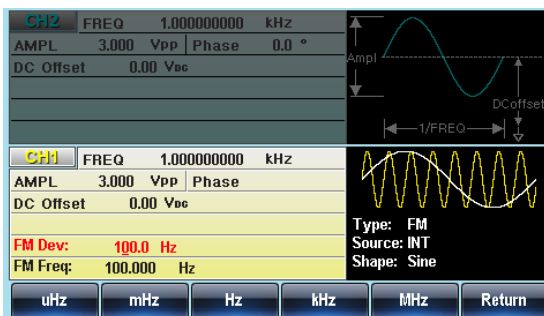 CH2 FREQ 1.000000000 kHz
AMPL 3.000 Vpp Phase 0.0 °
DC Offset 0.00 VDC
Ampl
DCoffset
1/FREQ
CH1 FREQ 1.000000000 kHz
AMPL 3.000 Vpp Phase
DC Offset 0.00 VDC
FM Dev: 100.0 Hz
FM Freq: 100.000 Hz
Type: FM
Source: INT
Shape: Sine
uHz mHz Hz kHz MHz Return